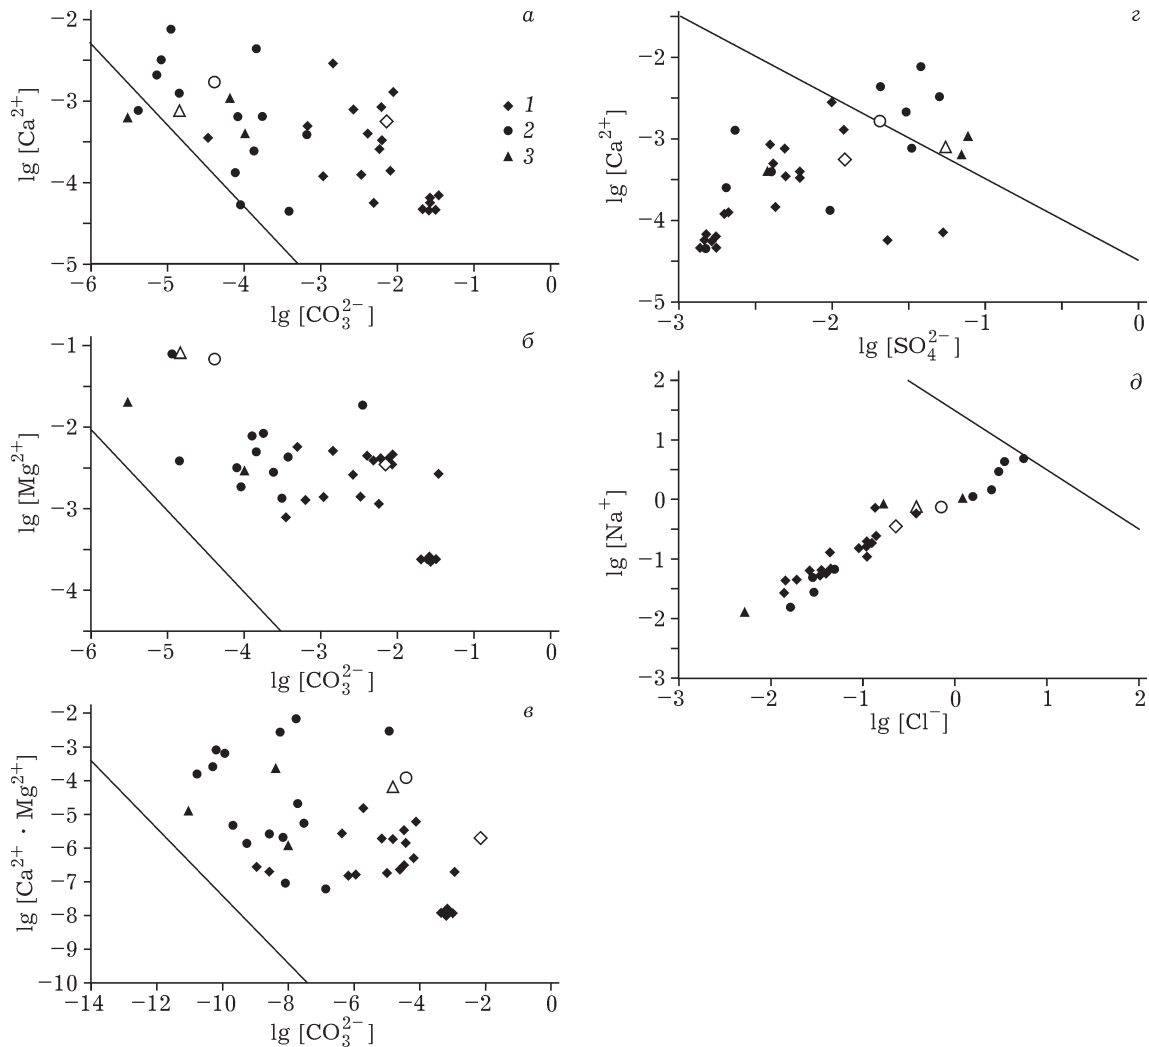 а
lg [Ca²⁺]
−2
−3
−4
−5
−6 −5 −4 −3 −2 −1 0
lg [CO₃²⁻]
1
2
3
б
lg [Mg²⁺]
−1
−2
−3
−4
−6 −5 −4 −3 −2 −1 0
lg [CO₃²⁻]
в
lg [Ca²⁺ · Mg²⁺]
−2
−3
−4
−5
−6
−7
−8
−9
−10
−14 −12 −10 −8 −6 −4 −2 0
lg [CO₃²⁻]
г
lg [Ca²⁺]
−2
−3
−4
−5
−3 −2 −1 0
lg [SO₄²⁻]
д
lg [Na⁺]
2
1
0
−1
−2
−3
−3 −2 −1 0 1 2
lg [Cl⁻]